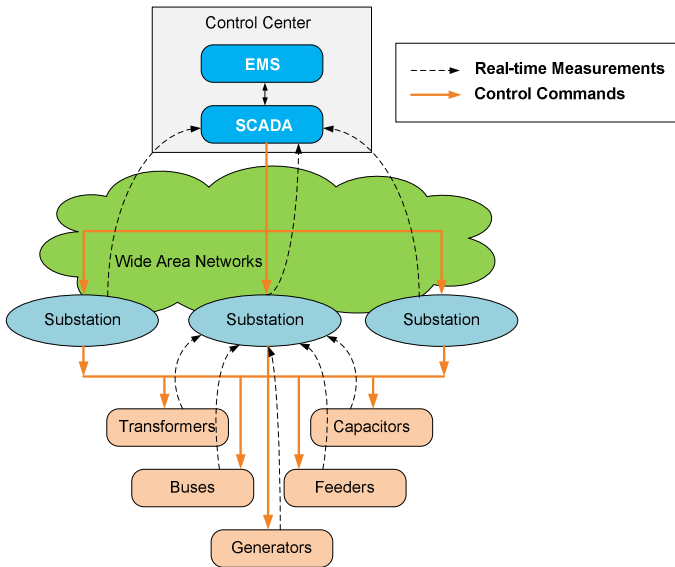 Control Center
EMS
SCADA
Real-time Measurements
Control Commands
Wide Area Networks
Substation
Substation
Substation
Transformers
Capacitors
Buses
Feeders
Generators